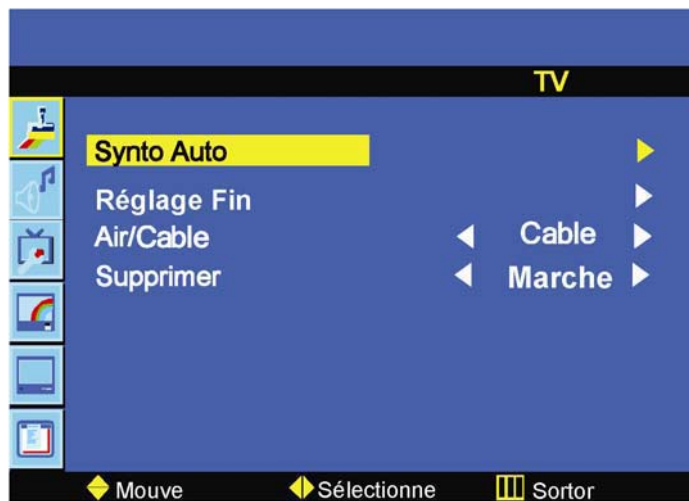 TV
Synto Auto
Réglage Fin
Air/Cable Cable
Supprimer Marche
Mouve Sélectionne Sortor